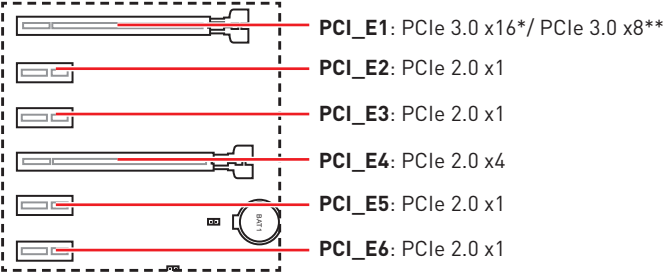 PCI_E1: PCIe 3.0 x16*/ PCIe 3.0 x8**
PCI_E2: PCIe 2.0 x1
PCI_E3: PCIe 2.0 x1
PCI_E4: PCIe 2.0 x4
PCI_E5: PCIe 2.0 x1
BAT1
PCI_E6: PCIe 2.0 x1